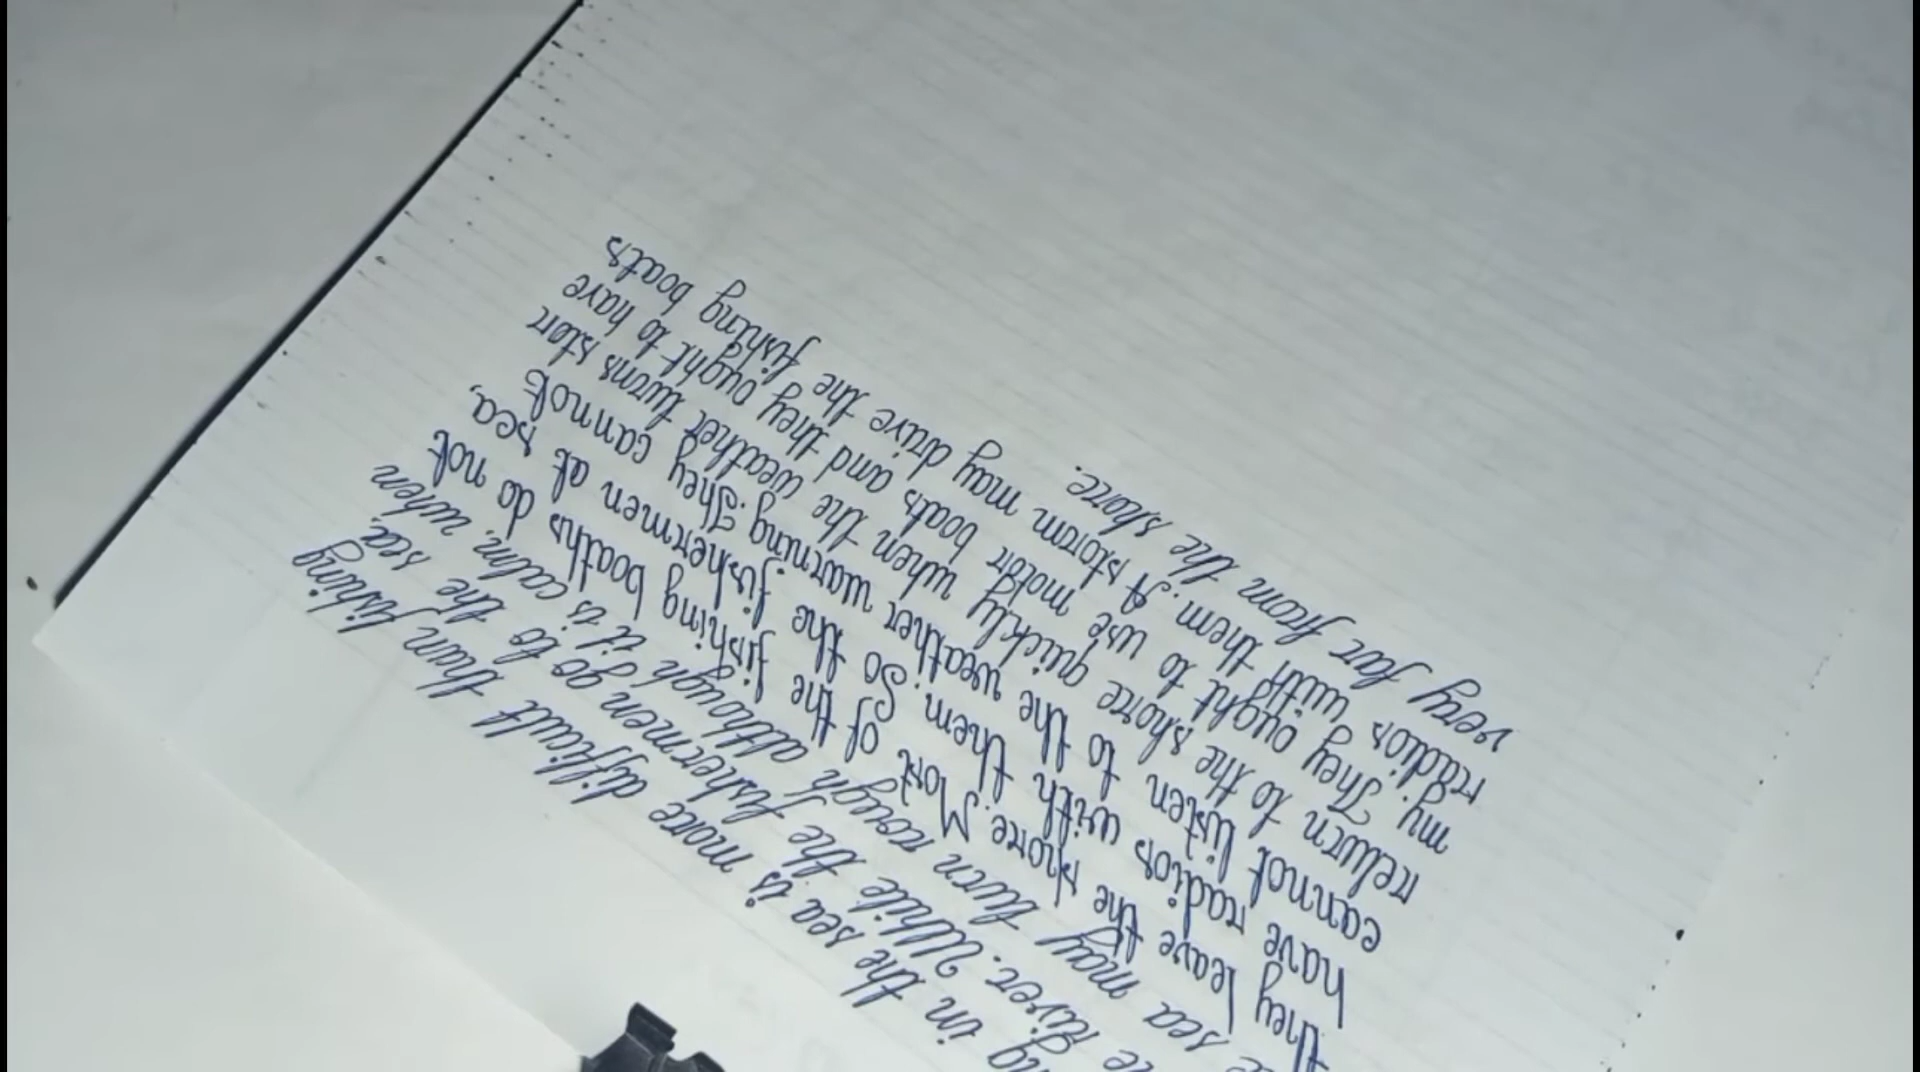 in the sea is more difficult than fishing
River. While the fishermen go to the sea,
sea may turn rough although it is calm. when
they leave the shore. Most of the fishing boaths do not
have radios with them. So the fishermen at sea,
cannot listen to the weather warning. They cannot
return to the shore quickly when the weather turns stor
my. They ought to use motor boats and they ought to have
radios with them. A storm may drive the fishing boats
very far from the shore.